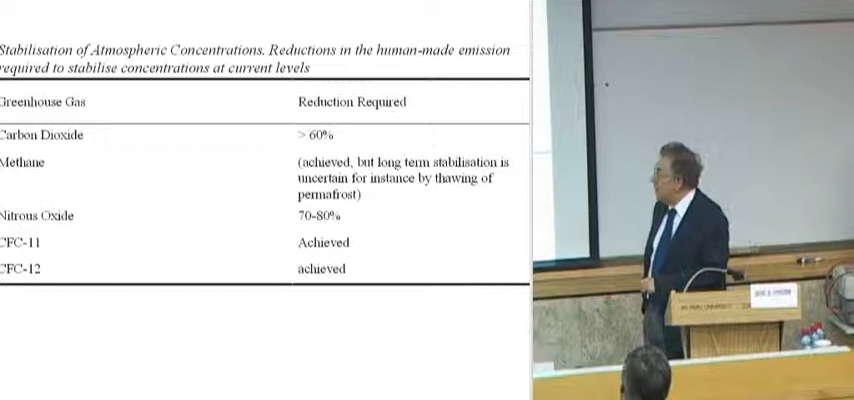 Stabilisation of Atmospheric Concentrations. Reductions in the human-made emission
required to stabilise concentrations at current levels
Greenhouse Gas Reduction Required
Carbon Dioxide > 60%
Methane (achieved, but long term stabilisation is
uncertain for instance by thawing of
permafrost)
Nitrous Oxide 70-80%
CFC-11 Achieved
CFC-12 achieved